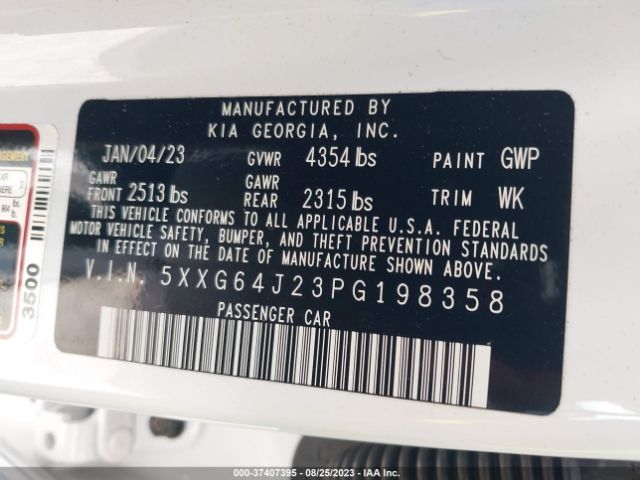 MANUFACTURED BY
KIA GEORGIA, INC.
JAN/04/23 GVWR 4354 lbs PAINT GWP
GAWR FRONT 2513 lbs GAWR REAR 2315 lbs TRIM WK
THIS VEHICLE CONFORMS TO ALL APPLICABLE U.S.A. FEDERAL
MOTOR VEHICLE SAFETY, BUMPER, AND THEFT PREVENTION STANDARDS
IN EFFECT ON THE DATE OF MANUFACTURE SHOWN ABOVE.
V.I.N. 5XXG64J23PG198358
PASSENGER CAR
3500
000-37407395 - 08/25/2023 - IAA Inc.